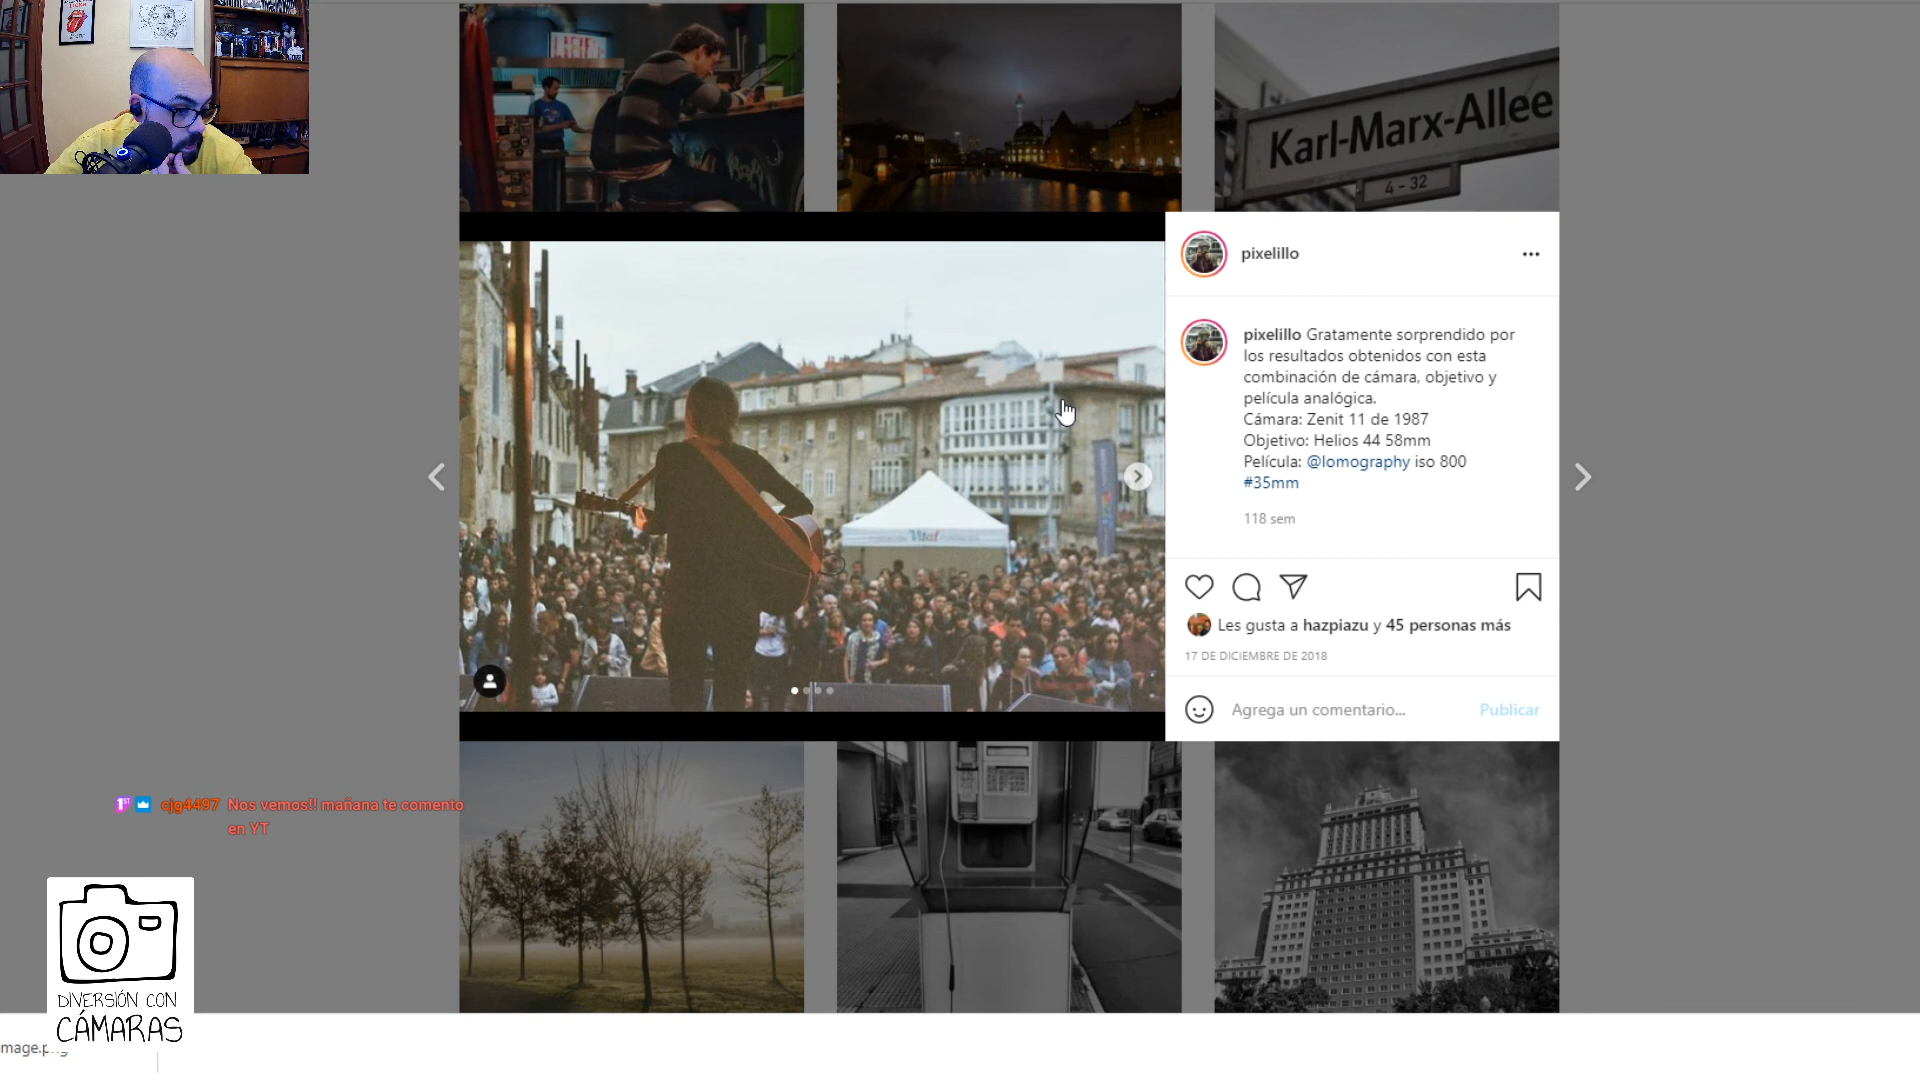 Karl-Marx-Allee
4 - 32
pixelillo
pixelillo Gratamente sorprendido por
los resultados obtenidos con esta
combinación de cámara, objetivo y
película analógica.
Cámara: Zenit 11 de 1987
Objetivo: Helios 44 58mm
Película: @lomography iso 800
#35mm
118 sem
Vital
Les gusta a hazpiazu y 45 personas más
17 DE DICIEMBRE DE 2018
Agrega un comentario... Publicar
1ST cjg4497 Nos vemos!! mañana te comento
en YT
DIVERSIÓN CON
CÁMARAS